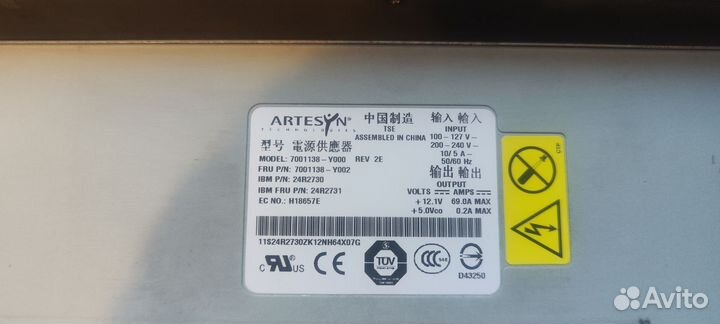 ARTESYN®
TECHNOLOGIES
型号 電源供應器
MODEL: 7001138-Y000 REV 2E
FRU P/N: 7001138-Y002
IBM P/N: 24R2730
IBM FRU P/N: 24R2731
EC NO.: H18657E
中国制造
TSE
ASSEMBLED IN CHINA
输入 輸入
INPUT
100-127 V~
200-240 V~
10/5 A~
50/60 Hz
输出 輸出
OUTPUT
VOLTS AMPS
+12.1V 69.0A MAX
+5.0Vco 0.2A MAX
11S24R2730ZK12NH64X07G
c RU US
TÜV
CCC S&E
D43250
Avito